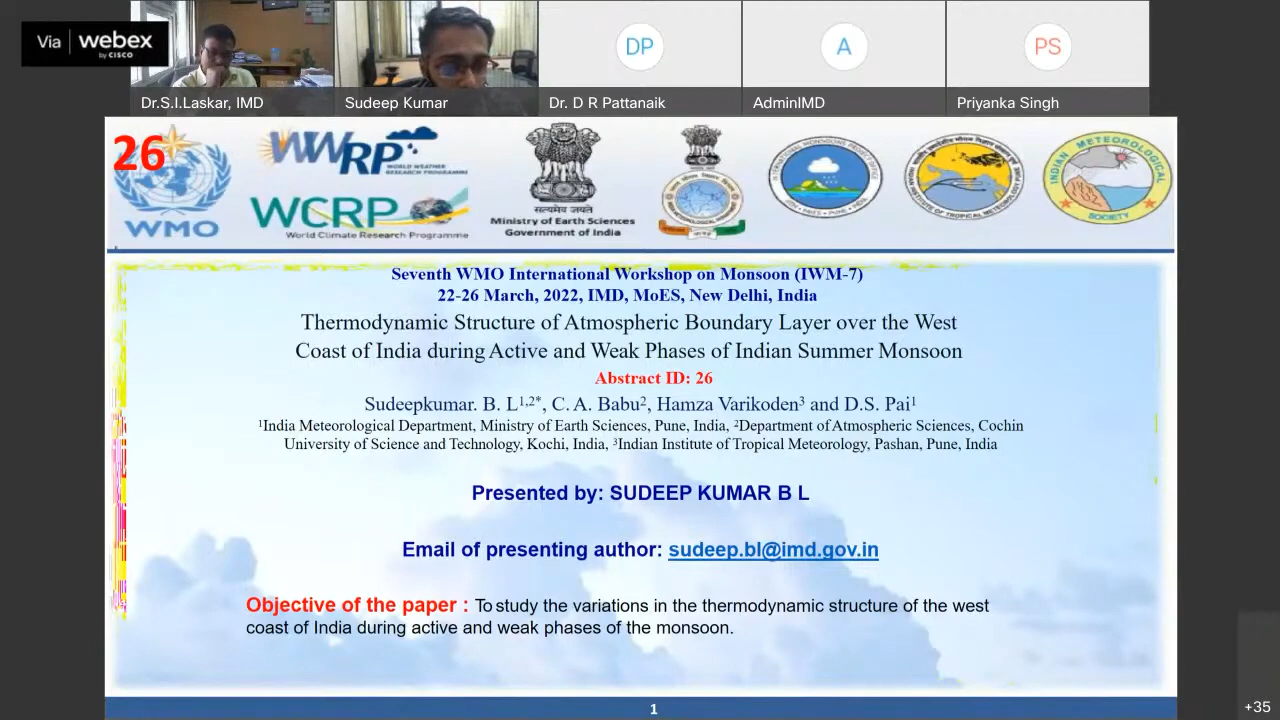 Via webex
by CISCO
Dr.S.I.Laskar, IMD
Sudeep Kumar
DP
Dr. D R Pattanaik
A
AdminIMD
PS
Priyanka Singh
26
WMO
WWRP
WORLD WEATHER
RESEARCH PROGRAMME
WCRP
World Climate Research Programme
सत्यमेव जयते
Ministry of Earth Sciences
Government of India
INDIAN METEOROLOGICAL
SOCIETY
Seventh WMO International Workshop on Monsoon (IWM-7)
22-26 March, 2022, IMD, MoES, New Delhi, India
Thermodynamic Structure of Atmospheric Boundary Layer over the West
Coast of India during Active and Weak Phases of Indian Summer Monsoon
Abstract ID: 26
Sudeepkumar. B. L¹,²*, C. A. Babu², Hamza Varikoden³ and D.S. Pai¹
¹India Meteorological Department, Ministry of Earth Sciences, Pune, India, ²Department of Atmospheric Sciences, Cochin
University of Science and Technology, Kochi, India, ³Indian Institute of Tropical Meteorology, Pashan, Pune, India
Presented by: SUDEEP KUMAR B L
Email of presenting author: sudeep.bl@imd.gov.in
Objective of the paper : To study the variations in the thermodynamic structure of the west
coast of India during active and weak phases of the monsoon.
1
+35